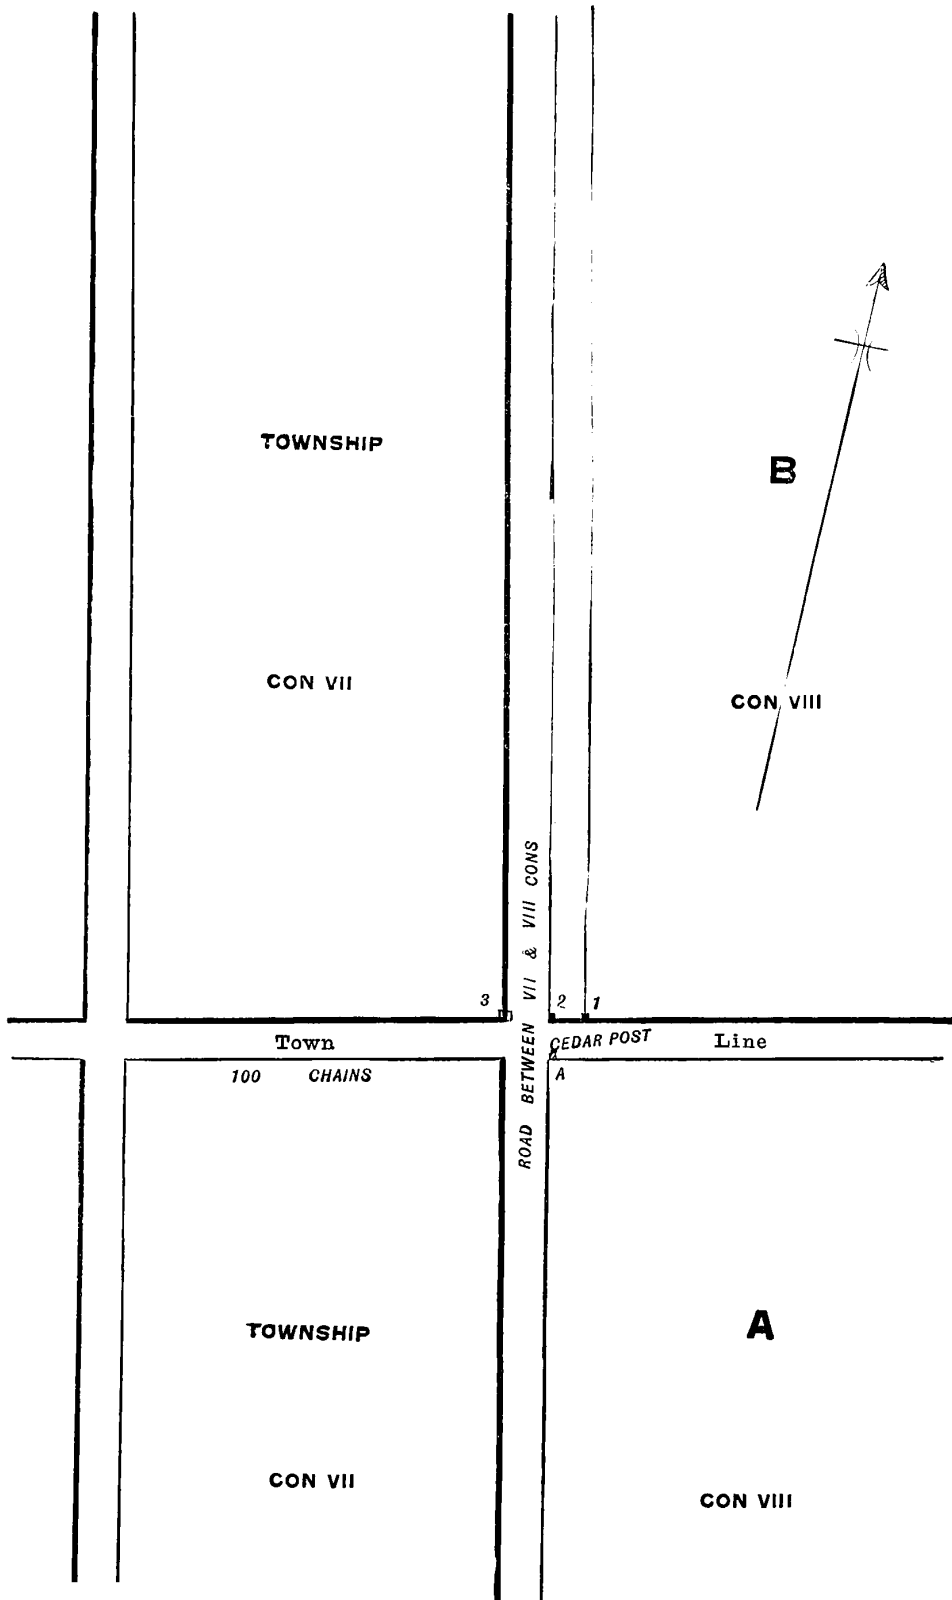 TOWNSHIP
B
CON VII
CON VIII
ROAD BETWEEN VII & VIII CONS
3
2
1
Town
CEDAR POST
Line
100 CHAINS
A
TOWNSHIP
A
CON VII
CON VIII